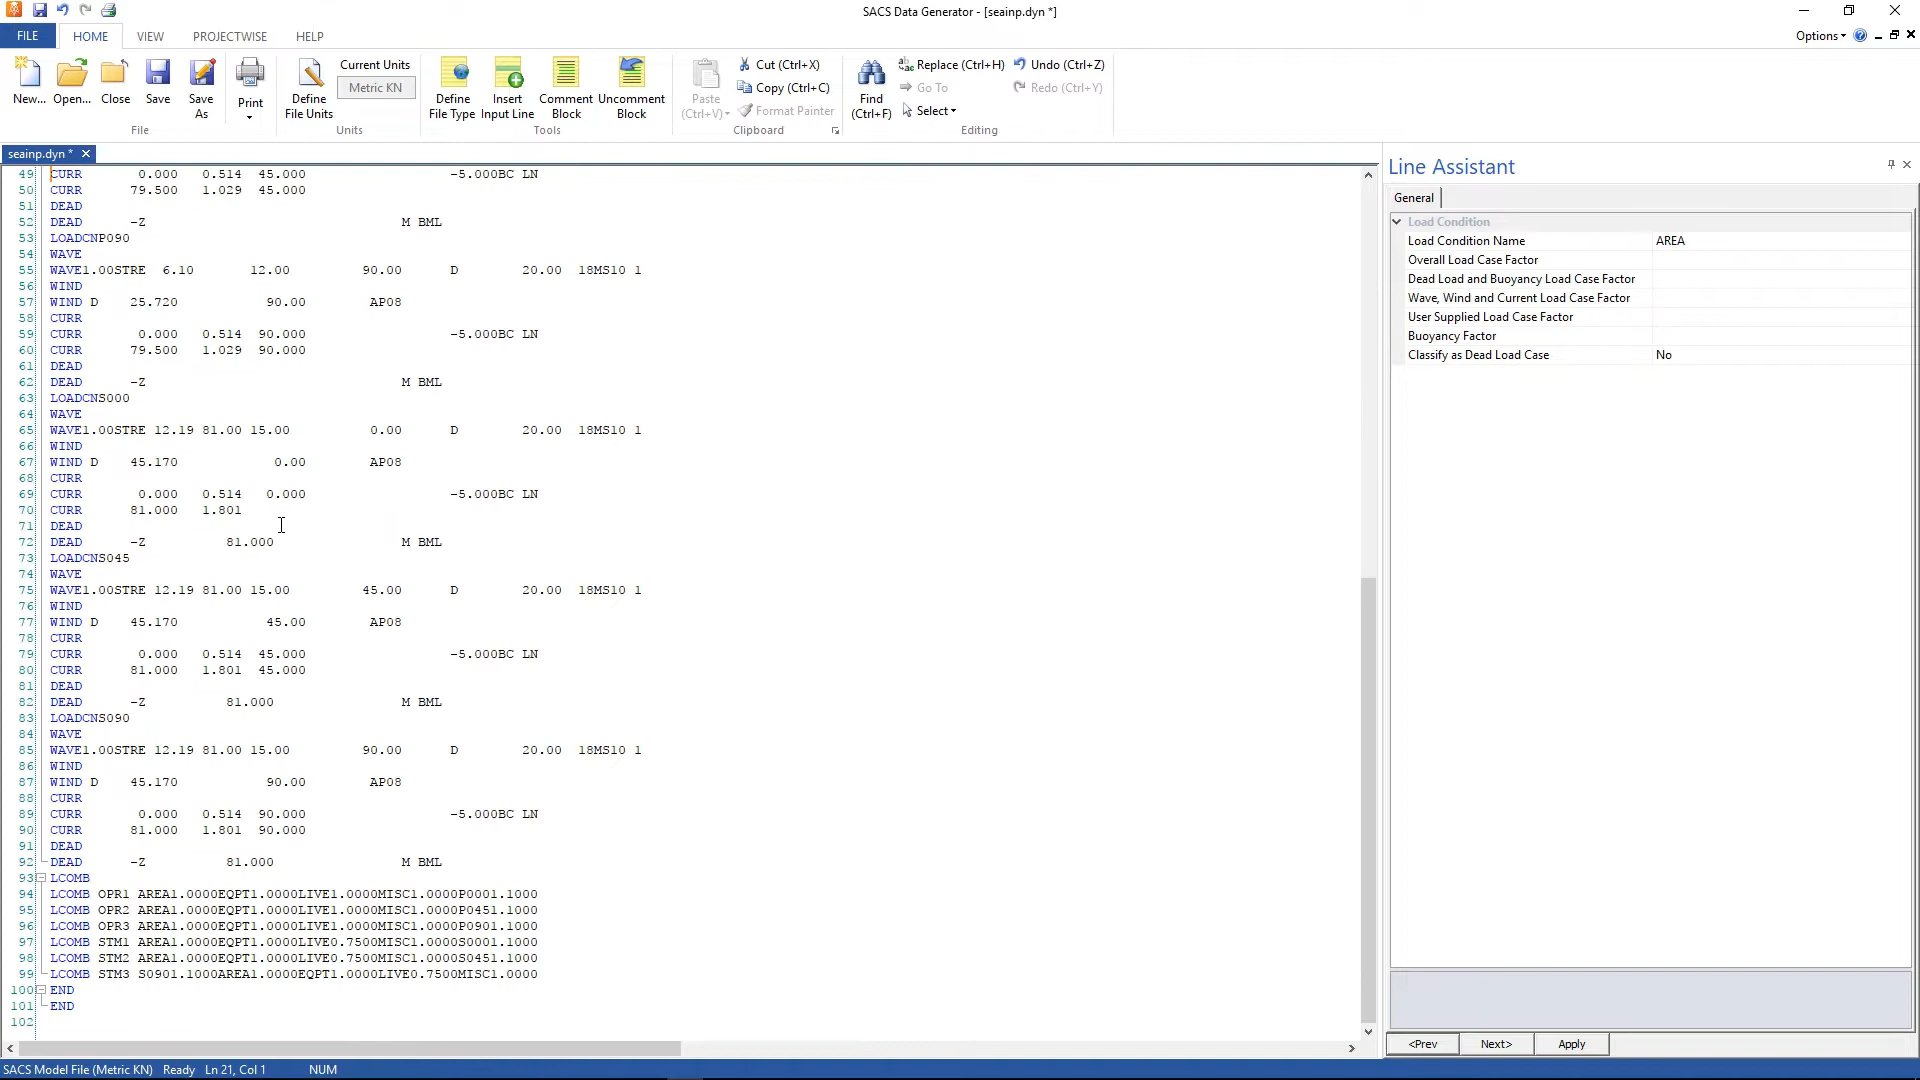 SACS Data Generator - [seainp.dyn *]
FILE HOME VIEW PROJECTWISE HELP
Options
New... Open... Close Save Save As Print
File
Define File Units
Current Units
Metric KN
Units
Define File Type
Insert Input Line
Comment Block
Uncomment Block
Tools
Paste (Ctrl+V)
Cut (Ctrl+X)
Copy (Ctrl+C)
Format Painter
Clipboard
Find (Ctrl+F)
Replace (Ctrl+H)
Go To
Select
Undo (Ctrl+Z)
Redo (Ctrl+Y)
Editing
seainp.dyn *
49 CURR 0.000 0.514 45.000 -5.000BC LN
50 CURR 79.500 1.029 45.000
51 DEAD
52 DEAD -Z M BML
53 LOADCNP090
54 WAVE
55 WAVE1.00STRE 6.10 12.00 90.00 D 20.00 18MS10 1
56 WIND
57 WIND D 25.720 90.00 AP08
58 CURR
59 CURR 0.000 0.514 90.000 -5.000BC LN
60 CURR 79.500 1.029 90.000
61 DEAD
62 DEAD -Z M BML
63 LOADCNS000
64 WAVE
65 WAVE1.00STRE 12.19 81.00 15.00 0.00 D 20.00 18MS10 1
66 WIND
67 WIND D 45.170 0.00 AP08
68 CURR
69 CURR 0.000 0.514 0.000 -5.000BC LN
70 CURR 81.000 1.801
71 DEAD
72 DEAD -Z 81.000 M BML
73 LOADCNS045
74 WAVE
75 WAVE1.00STRE 12.19 81.00 15.00 45.00 D 20.00 18MS10 1
76 WIND
77 WIND D 45.170 45.00 AP08
78 CURR
79 CURR 0.000 0.514 45.000 -5.000BC LN
80 CURR 81.000 1.801 45.000
81 DEAD
82 DEAD -Z 81.000 M BML
83 LOADCNS090
84 WAVE
85 WAVE1.00STRE 12.19 81.00 15.00 90.00 D 20.00 18MS10 1
86 WIND
87 WIND D 45.170 90.00 AP08
88 CURR
89 CURR 0.000 0.514 90.000 -5.000BC LN
90 CURR 81.000 1.801 90.000
91 DEAD
92 DEAD -Z 81.000 M BML
93 LCOMB
94 LCOMB OPR1 AREA1.0000EQPT1.0000LIVE1.0000MISC1.0000P0001.1000
95 LCOMB OPR2 AREA1.0000EQPT1.0000LIVE1.0000MISC1.0000P0451.1000
96 LCOMB OPR3 AREA1.0000EQPT1.0000LIVE1.0000MISC1.0000P0901.1000
97 LCOMB STM1 AREA1.0000EQPT1.0000LIVE0.7500MISC1.0000S0001.1000
98 LCOMB STM2 AREA1.0000EQPT1.0000LIVE0.7500MISC1.0000S0451.1000
99 LCOMB STM3 S0901.1000AREA1.0000EQPT1.0000LIVE0.7500MISC1.0000
100 END
101 END
102
Line Assistant
General
Load Condition
Load Condition Name AREA
Overall Load Case Factor
Dead Load and Buoyancy Load Case Factor
Wave, Wind and Current Load Case Factor
User Supplied Load Case Factor
Buoyancy Factor
Classify as Dead Load Case No
<Prev Next> Apply
SACS Model File (Metric KN) Ready Ln 21, Col 1 NUM